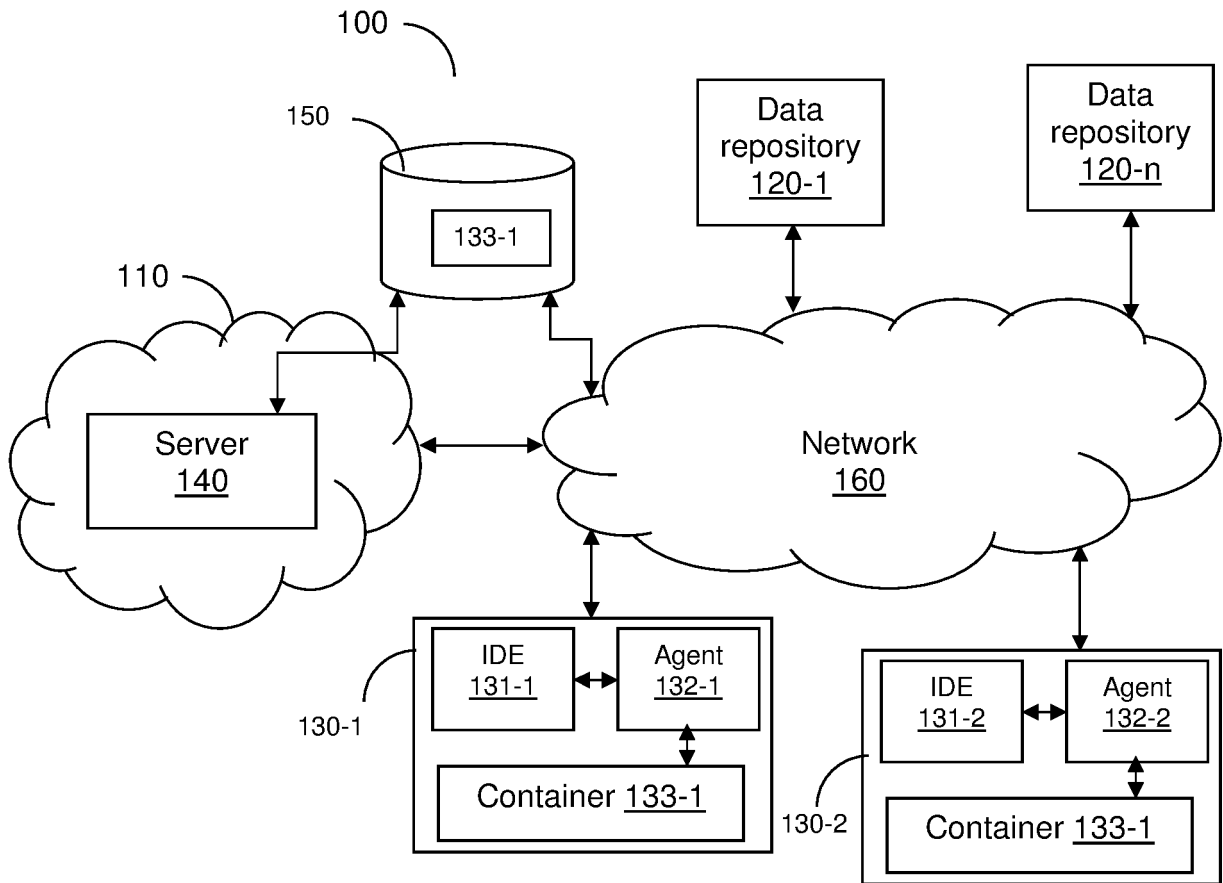 100
150
133-1
Data
repository
120-1
Data
repository
120-n
110
Server
140
Network
160
IDE
131-1
Agent
132-1
130-1
Container 133-1
IDE
131-2
Agent
132-2
130-2
Container 133-1